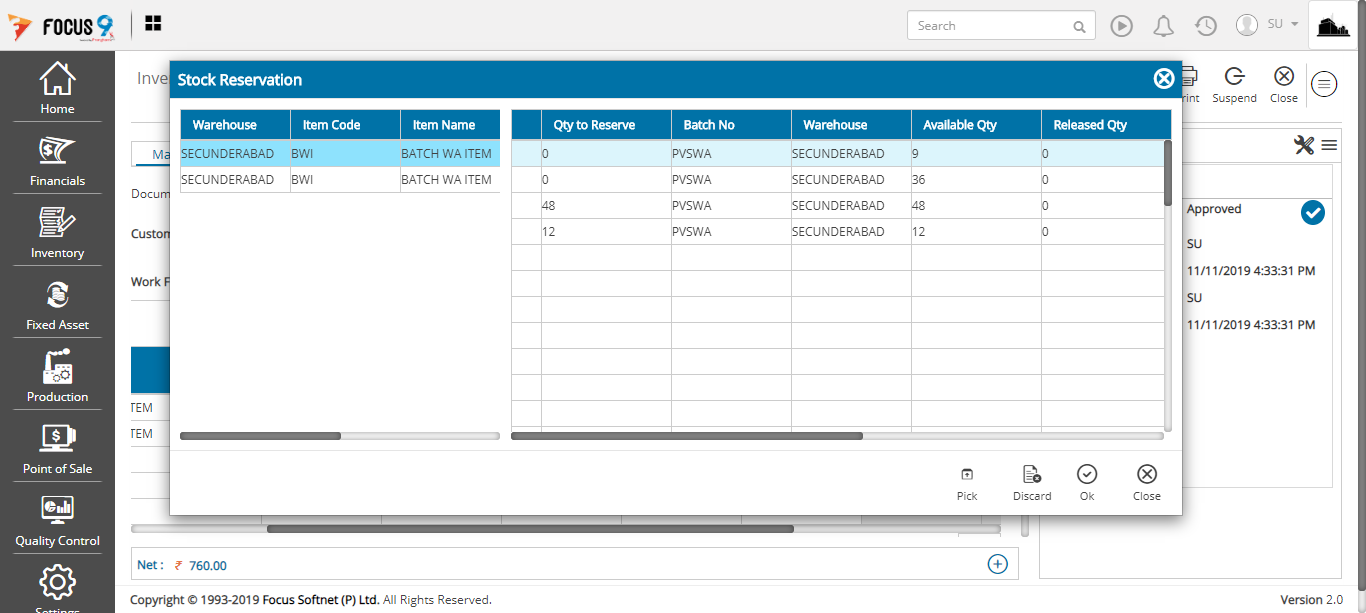 FOCUS 9
Search
SU
Inve
Stock Reservation
rint
Suspend
Close
Home
Financials
Inventory
Fixed Asset
Production
Point of Sale
Quality Control
Settings
Ma
Docum
Custom
Work F
TEM
TEM
Warehouse Item Code Item Name
SECUNDERABAD BWI BATCH WA ITEM
SECUNDERABAD BWI BATCH WA ITEM
Qty to Reserve Batch No Warehouse Available Qty Released Qty
0 PVSWA SECUNDERABAD 9 0
0 PVSWA SECUNDERABAD 36 0
48 PVSWA SECUNDERABAD 48 0
12 PVSWA SECUNDERABAD 12 0
Pick
Discard
Ok
Close
Approved
SU
11/11/2019 4:33:31 PM
SU
11/11/2019 4:33:31 PM
Net : ₹ 760.00
Copyright © 1993-2019 Focus Softnet (P) Ltd. All Rights Reserved.
Version 2.0